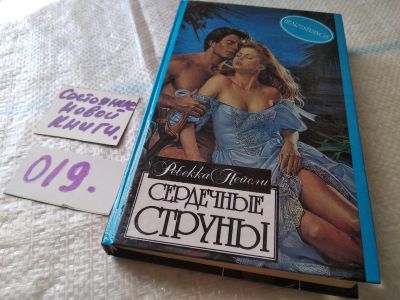 Состояние
новой
книги.
019.
Ребекка Пейсли
СЕРДЕЧНЫЕ
СТРУНЫ